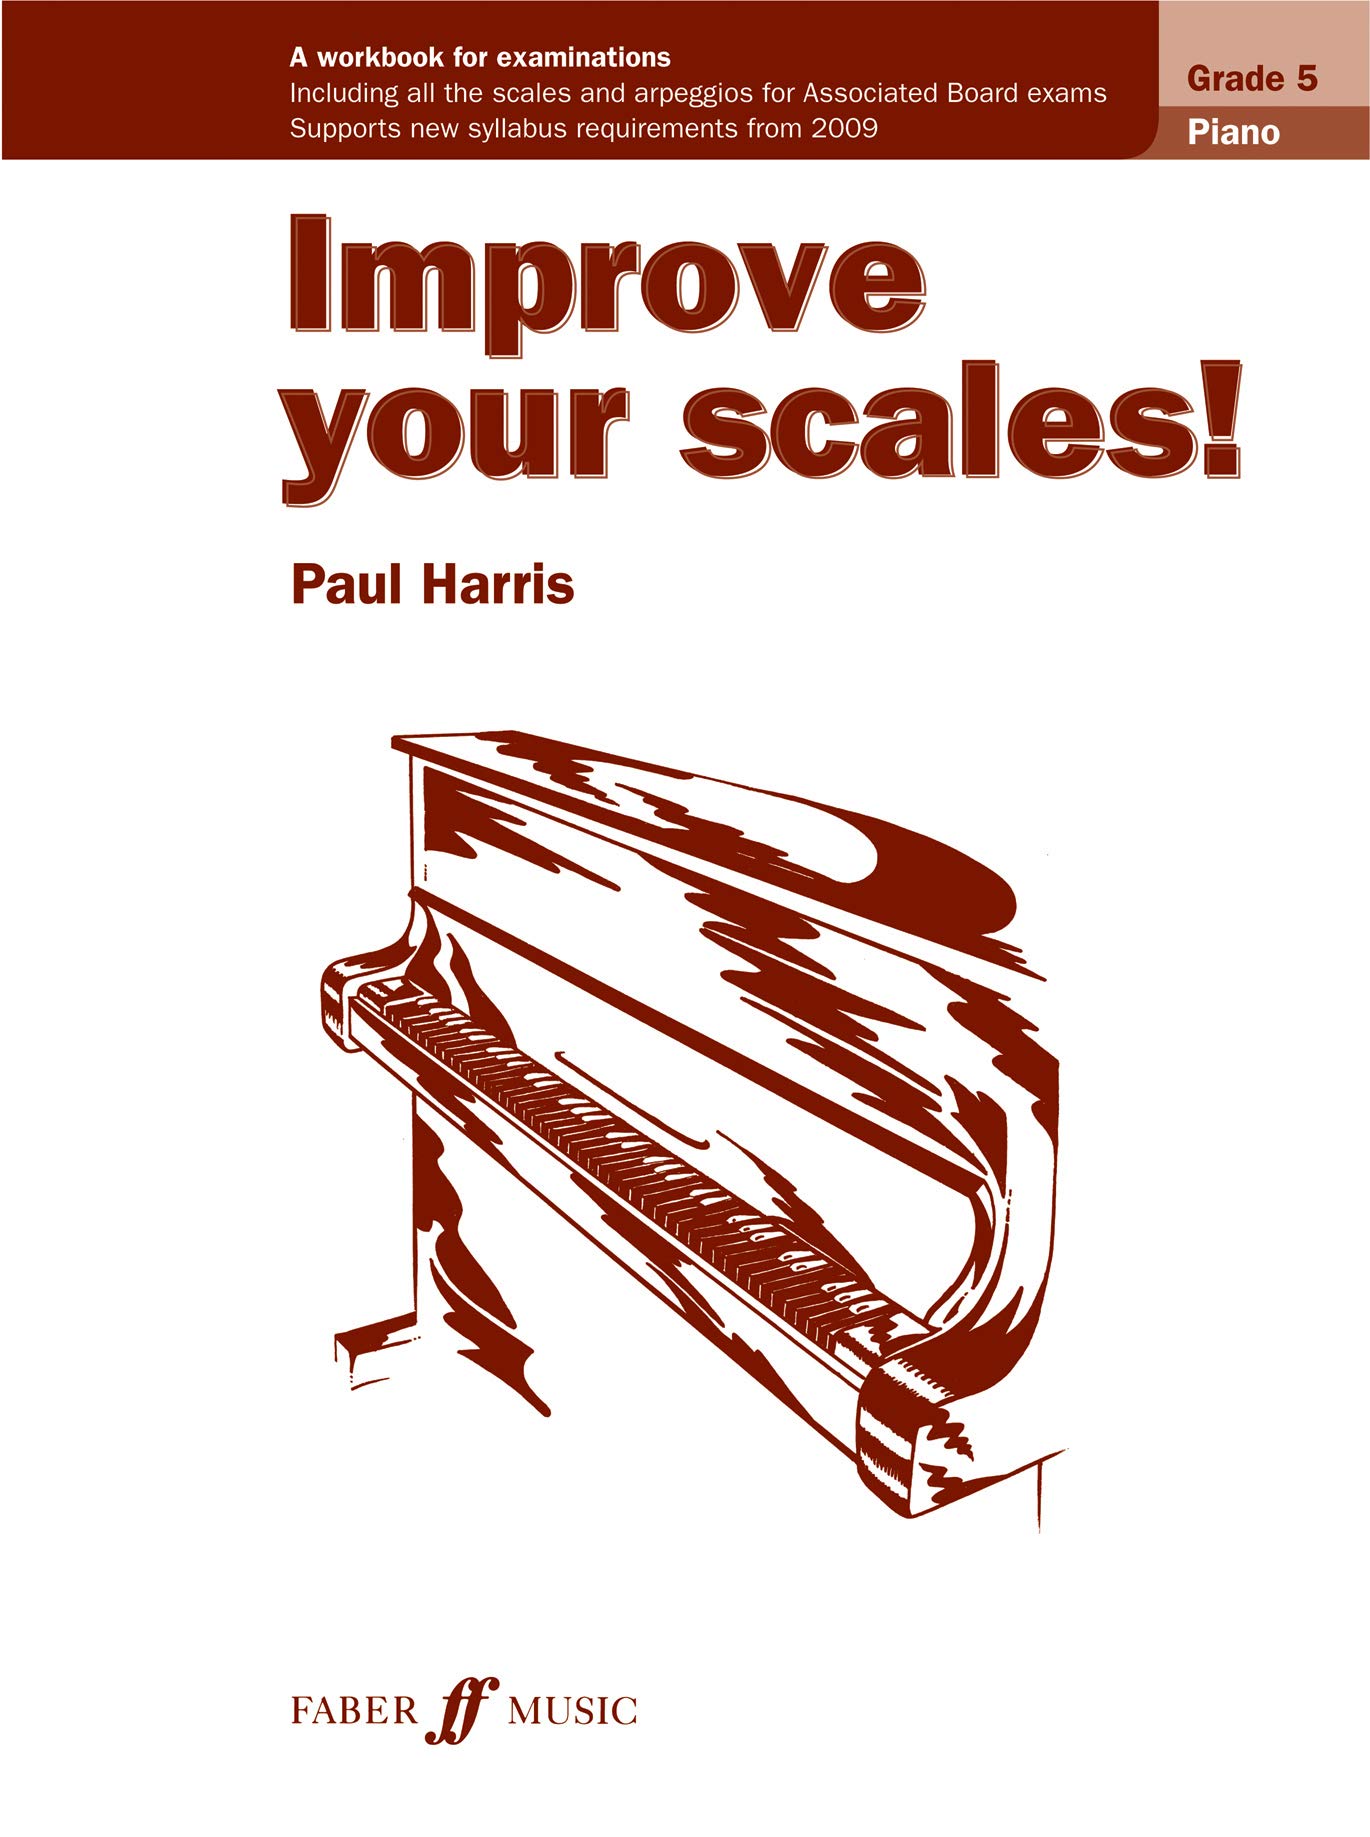 A workbook for examinations
Including all the scales and arpeggios for Associated Board exams
Supports new syllabus requirements from 2009
Grade 5
Piano
Improve
your scales!
Paul Harris
FABER ff MUSIC